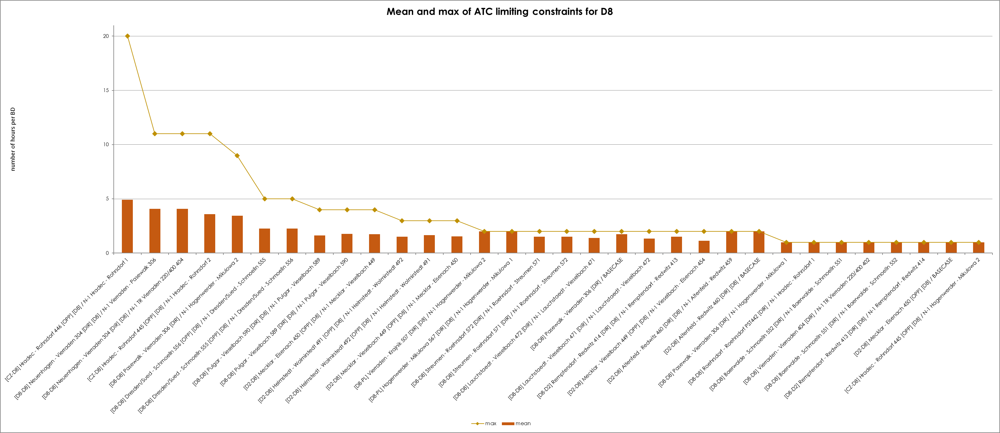 Mean and max of ATC limiting constraints for D8
number of hours per BD
20
15
10
5
0
[CZ-D8] Hradec - Rohrsdorf 446 [OPP] [D8] / N-1 Hradec - Rohrsdorf 1
[D8-D8] Neuenhagen - Vierraden 304 [DIR] [D8] / N-1 Vierraden - Pasewalk 306
[D8-D8] Neuenhagen - Vierraden 304 [DIR] [D8] / N-1 TR Vierraden 220/400 404
[CZ-D8] Hradec - Rohrsdorf 445 [OPP] [D8] / N-1 Hradec - Rohrsdorf 2
[D8-D8] Pasewalk - Vierraden 306 [DIR] / N-1 Hagenwerder - Mikulowa 2
[D8-D8] Dresden/Sued - Schmoelln 556 [OPP] [D8] / N-1 Dresden/Sued - Schmoelln 555
[D8-D8] Dresden/Sued - Schmoelln 555 [OPP] [D8] / N-1 Dresden/Sued - Schmoelln 556
[D8-D8] Pulgar - Vieselbach 590 [DIR] [D8] / N-1 Pulgar - Vieselbach 589
[D8-D8] Pulgar - Vieselbach 589 [DIR] [D8] / N-1 Pulgar - Vieselbach 590
[D2-D8] Mecklar - Eisenach 450 [OPP] [D8] / N-1 Mecklar - Vieselbach 449
[D2-D8] Helmstedt - Wolmirstedt 491 [OPP] [D8] / N-1 Helmstedt - Wolmirstedt 492
[D2-D8] Helmstedt - Wolmirstedt 492 [OPP] [D8] / N-1 Helmstedt - Wolmirstedt 491
[D2-D8] Mecklar - Vieselbach 449 [OPP] [D8] / N-1 Mecklar - Eisenach 450
[D8-PL] Vierraden - Krajnik 507 [DIR] [D8] / N-1 Hagenwerder - Mikulowa 2
[D8-PL] Hagenwerder - Mikulowa 567 [DIR] [D8] / N-1 Hagenwerder - Mikulowa 1
[D8-D8] Streumen - Roehrsdorf 572 [DIR] / N-1 Roehrsdorf - Streumen 571
[D8-D8] Streumen - Roehrsdorf 571 [DIR] / N-1 Roehrsdorf - Streumen 572
[D8-D8] Lauchstaedt - Vieselbach 472 [DIR] / N-1 Lauchstaedt - Vieselbach 471
[D8-D8] Pasewalk - Vierraden 306 [DIR] / BASECASE
[D8-D8] Lauchstaedt - Vieselbach 471 [DIR] / N-1 Lauchstaedt - Vieselbach 472
[D8-D2] Remptendorf - Redwitz 414 [DIR] [D8] / N-1 Remptendorf - Redwitz 413
[D2-D8] Mecklar - Vieselbach 449 [OPP] [D8] / N-1 Vieselbach - Eisenach 454
[D2-D8] Altenfeld - Redwitz 460 [DIR] [D8] / N-1 Altenfeld - Redwitz 459
[D2-D8] Altenfeld - Redwitz 460 [DIR] [D8] / BASECASE
[D8-D8] Pasewalk - Vierraden 306 [DIR] / N-1 Hagenwerder - Mikulowa 1
[D8-D8] Roehrsdorf - Roehrsdorf PST442 [DIR] / N-1 Hradec - Rohrsdorf 1
[D8-D8] Baerwalde - Schmoelln 552 [DIR] / N-1 Baerwalde - Schmoelln 551
[D8-D8] Vierraden - Vierraden 404 [DIR] / N-1 TR Vierraden 220/400 402
[D8-D8] Baerwalde - Schmoelln 551 [DIR] / N-1 Baerwalde - Schmoelln 552
[D8-D2] Remptendorf - Redwitz 413 [DIR] [D8] / N-1 Remptendorf - Redwitz 414
[D2-D8] Mecklar - Eisenach 450 [OPP] [D8] / BASECASE
[CZ-D8] Hradec - Rohrsdorf 445 [OPP] [D8] / N-1 Hagenwerder - Mikulowa 2
max
mean